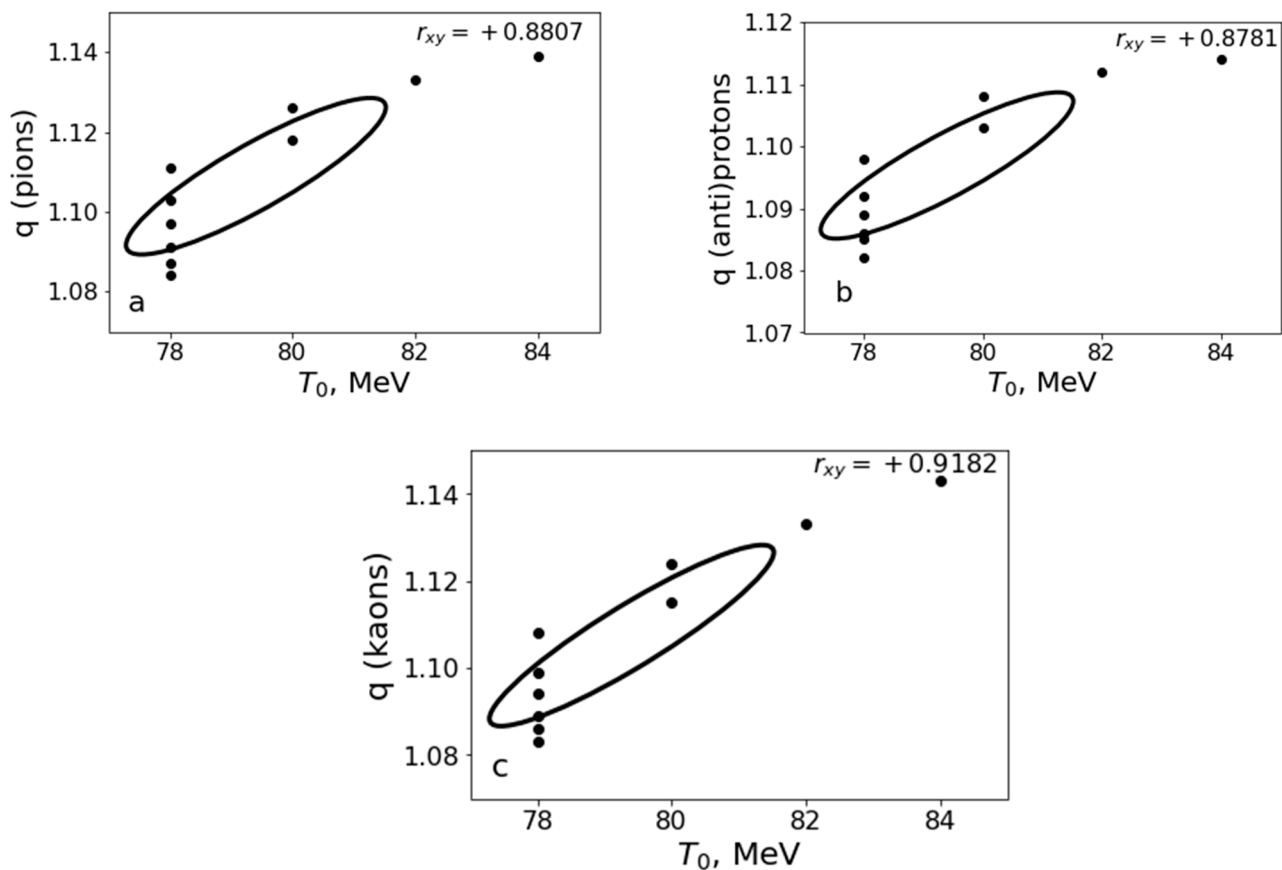 r_xy = +0.8807
1.14
1.12
1.10
1.08
q (pions)
a
78 80 82 84
T_0, MeV
r_xy = +0.8781
1.12
1.11
1.10
1.09
1.08
1.07
q (anti)protons
b
78 80 82 84
T_0, MeV
r_xy = +0.9182
1.14
1.12
1.10
1.08
q (kaons)
c
78 80 82 84
T_0, MeV